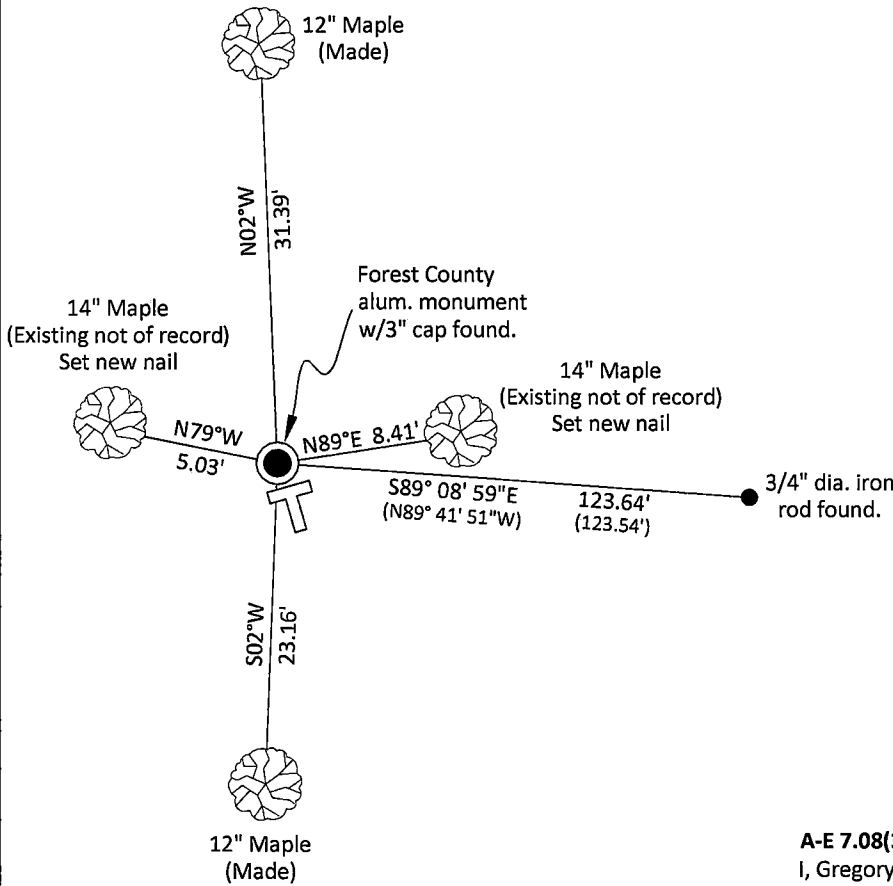 12" Maple
(Made)
N02°W
31.39'
Forest County
alum. monument
w/3" cap found.
14" Maple
(Existing not of record)
Set new nail
14" Maple
(Existing not of record)
Set new nail
N79°W
5.03'
N89°E 8.41'
S89° 08' 59"E 123.64'
(N89° 41' 51"W) (123.54')
3/4" dia. iron
rod found.
S02°W
23.16'
12" Maple
(Made)
A-E 7.08(
I, Gregory